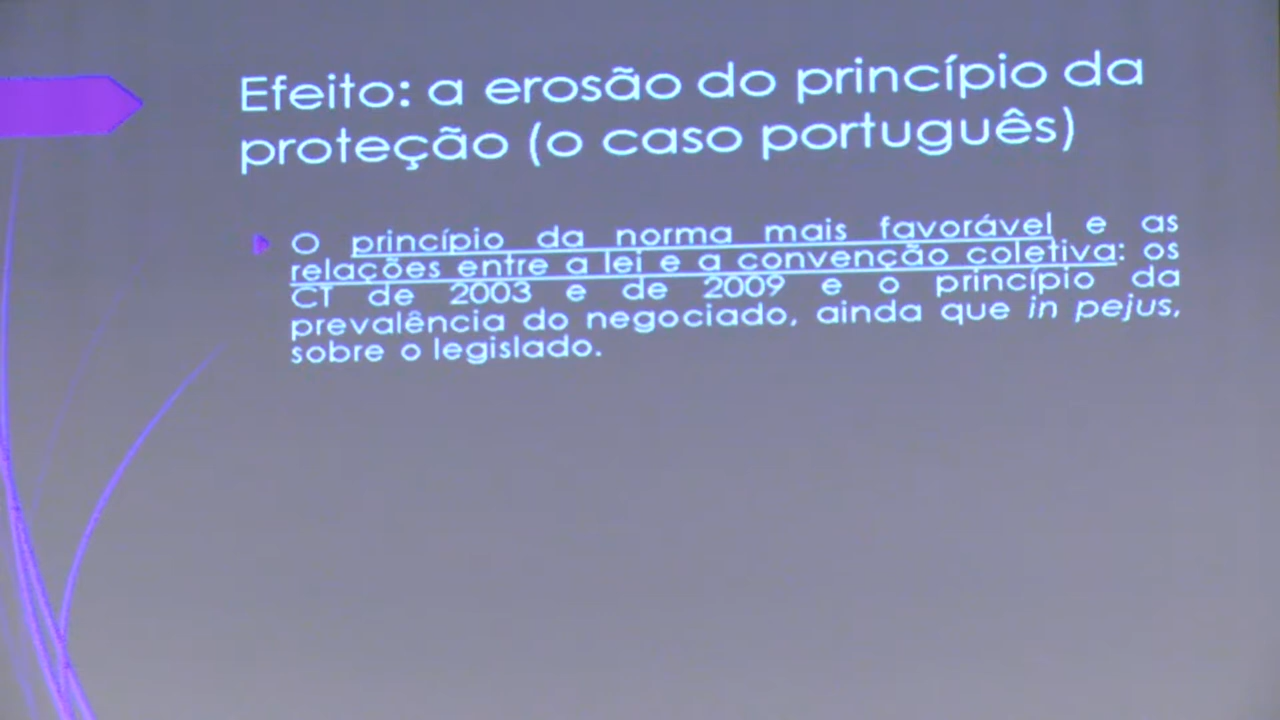 Efeito: a erosão do princípio da
proteção (o caso português)
O princípio da norma mais favorável e as
relações entre a lei e a convenção coletiva: os
CT de 2003 e de 2009 e o princípio da
prevalência do negociado, ainda que in pejus,
sobre o legislado.